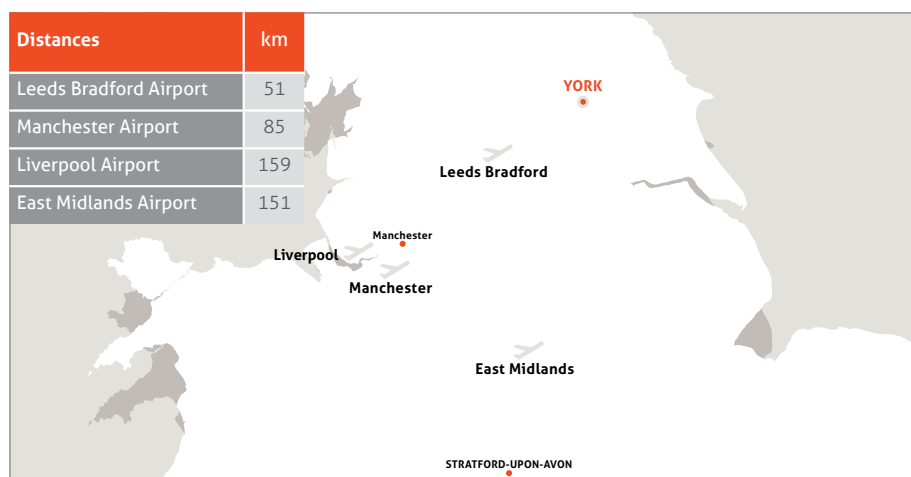 Distances km
Leeds Bradford Airport 51
Manchester Airport 85
Liverpool Airport 159
East Midlands Airport 151
YORK
Leeds Bradford
Manchester
Liverpool
Manchester
East Midlands
STRATFORD-UPON-AVON